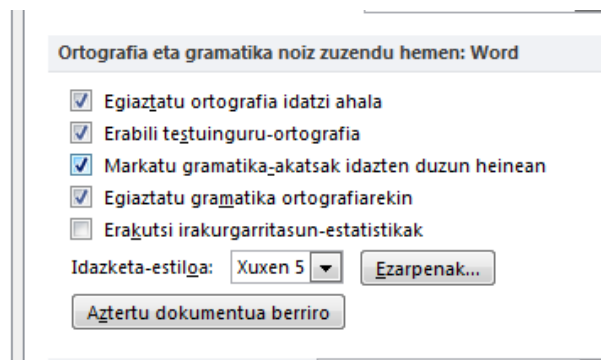 Ortografia eta gramatika noiz zuzendu hemen: Word
Egiaztatu ortografia idatzi ahala
Erabili testuinguru-ortografia
Markatu gramatika-akatsak idazten duzun heinean
Egiaztatu gramatika ortografiarekin
Erakutsi irakurgarritasun-estatistikak
Idazketa-estiloa: Xuxen 5 Ezarpenak...
Aztertu dokumentua berriro